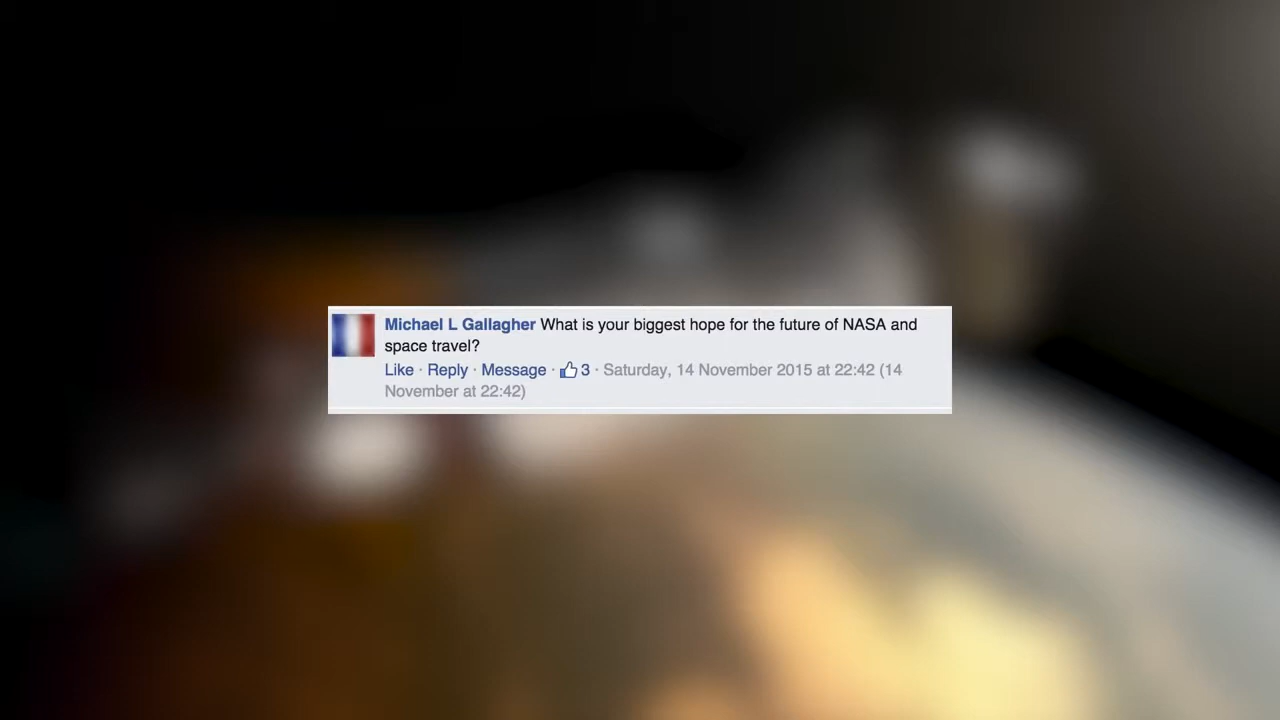 Michael L Gallagher What is your biggest hope for the future of NASA and
space travel?
Like · Reply · Message · 3 · Saturday, 14 November 2015 at 22:42 (14
November at 22:42)